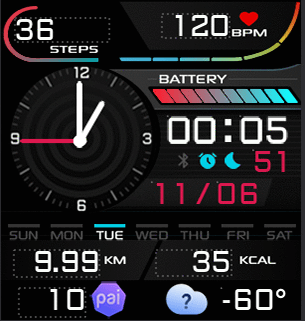 36
STEPS
120 BPM
BATTERY
12
3
6
9
00:05
51
11/06
SUN MON TUE WED THU FRI SAT
9.99 KM
35 KCAL
10 pai
? -60°